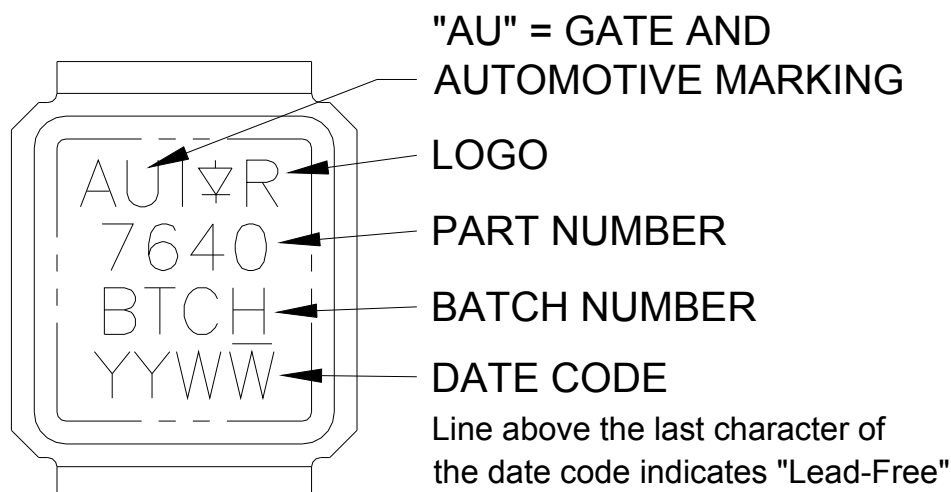 "AU" = GATE AND
AUTOMOTIVE MARKING
AUI R
LOGO
7640
PART NUMBER
BTCH
BATCH NUMBER
YYWW
DATE CODE
Line above the last character of
the date code indicates "Lead-Free"